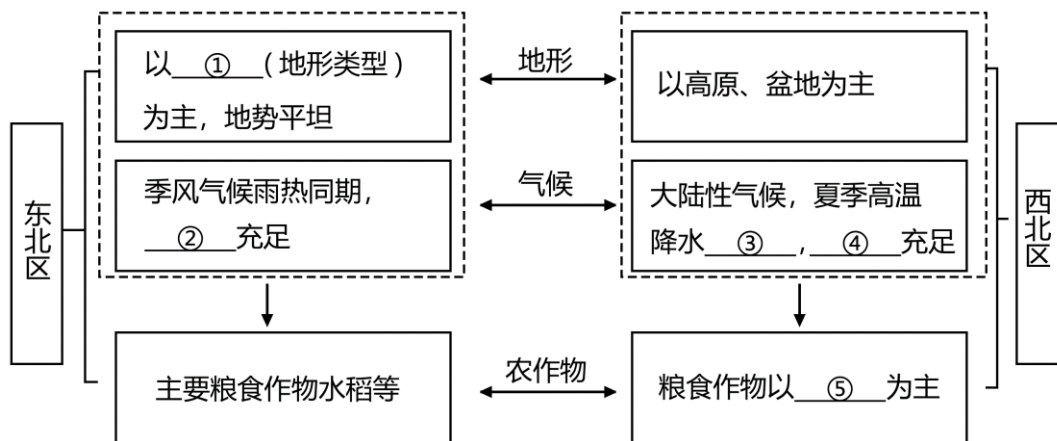 东北区
以 ① (地形类型)
为主，地势平坦
地形
以高原、盆地为主
季风气候雨热同期，
② 充足
气候
大陆性气候，夏季高温
降水 ③ , ④ 充足
西北区
主要粮食作物水稻等
农作物
粮食作物以 ⑤ 为主